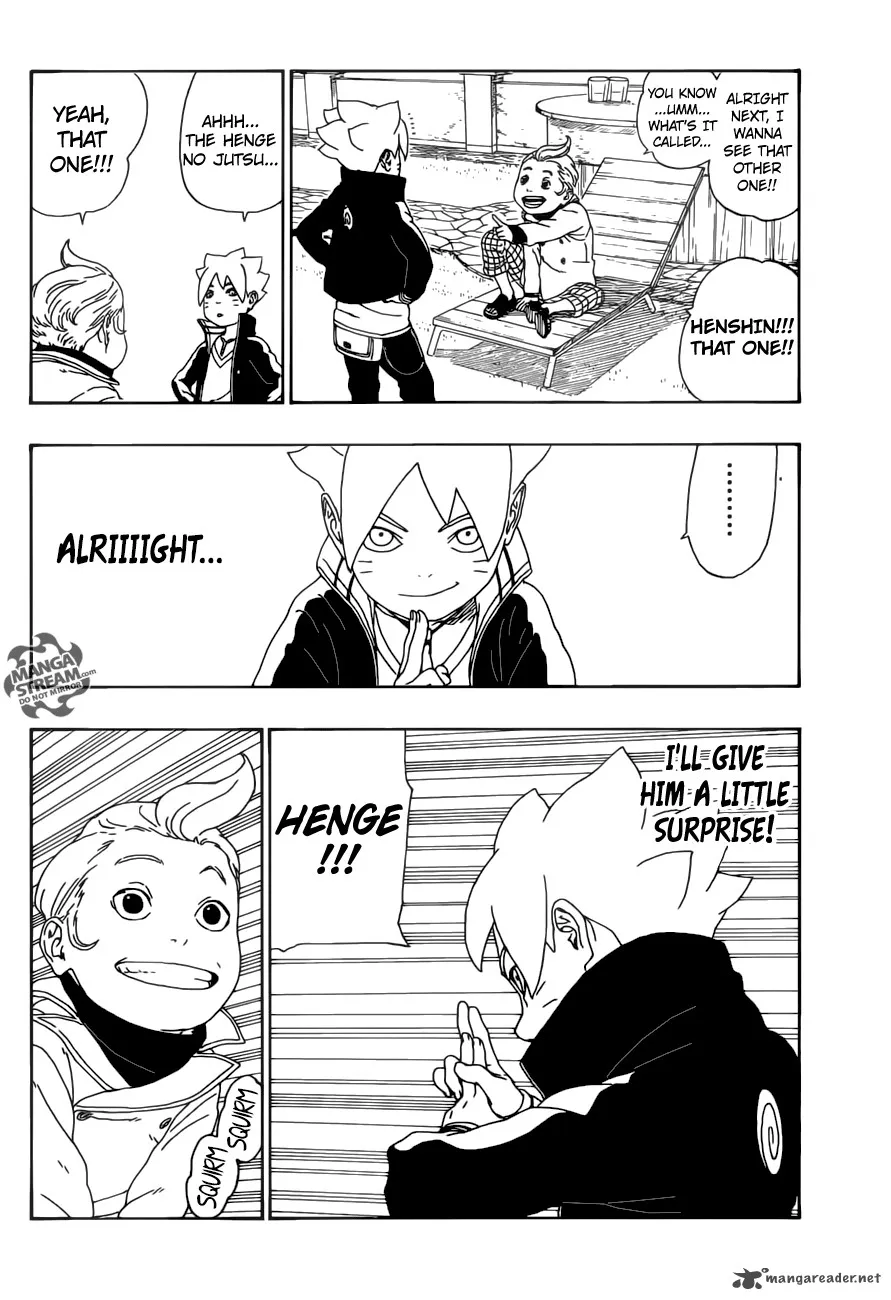 ALRIGHT
NEXT, I
WANNA
SEE THAT
OTHER
ONE!!
YOU KNOW
...UMM...
WHAT'S IT
CALLED...
HENSHIN!!!
THAT ONE!!
AHHH...
THE HENGE
NO JUTSU...
YEAH,
THAT
ONE!!!
.........
ALRIIIIGHT...
MANGA
STREAM.com
DO NOT MIRROR
I'LL GIVE
HIM A LITTLE
SURPRISE!
HENGE
!!!
SQUIRM
SQUIRM
mangareader.net